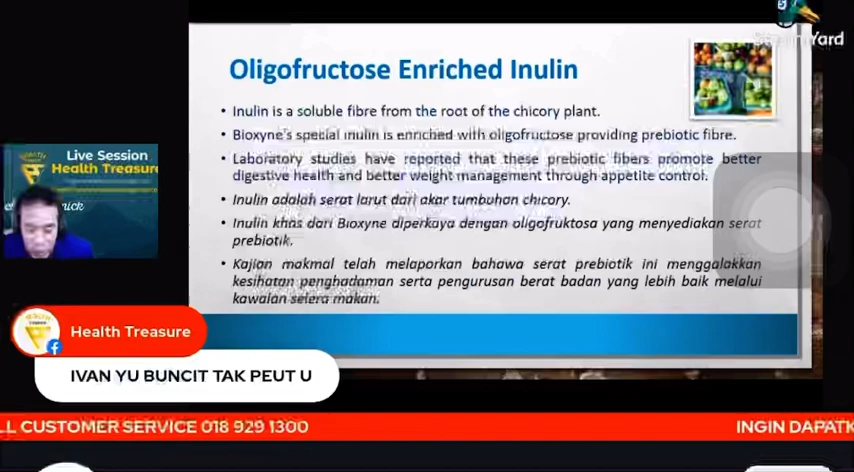 StreamYard
Oligofructose Enriched Inulin
• Inulin is a soluble fibre from the root of the chicory plant.
• Bioxyne's special inulin is enriched with oligofructose providing prebiotic fibre.
• Laboratory studies have reported that these prebiotic fibers promote better
digestive health and better weight management through appetite control.
• Inulin adalah serat larut dari akar tumbuhan chicory.
• Inulin khas dari Bioxyne diperkaya dengan oligofruktosa yang menyediakan serat
prebiotik.
• Kajian makmal telah melaporkan bahawa serat prebiotik ini menggalakkan
kesihatan penghadaman serta pengurusan berat badan yang lebih baik melalui
kawalan selera makan.
Live Session
Health Treasure
nick
Health Treasure
IVAN YU BUNCIT TAK PEUT U
LL CUSTOMER SERVICE 018 929 1300
INGIN DAPATK